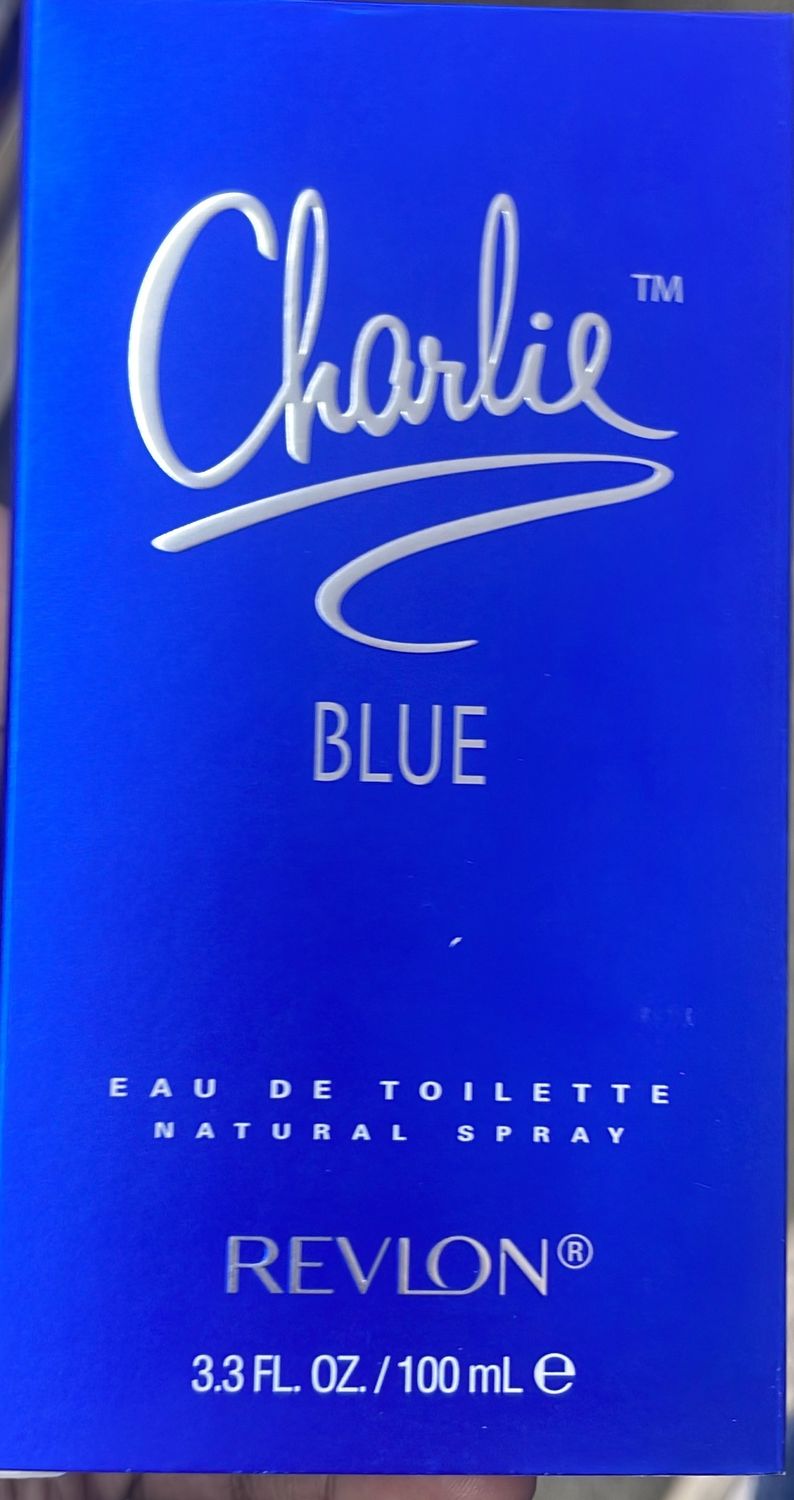 Charlie™
BLUE
EAU DE TOILETTE
NATURAL SPRAY
REVLON®
3.3 FL. OZ. / 100 mL ℮